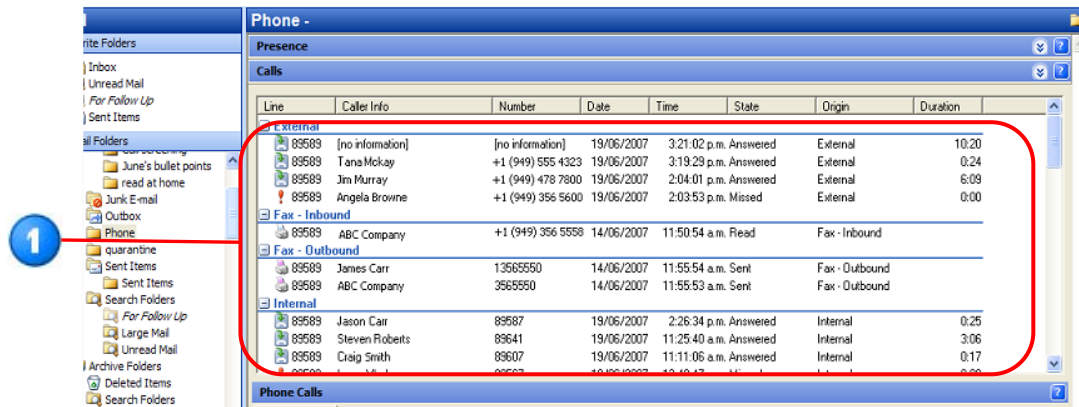 Phone -
rite Folders
Inbox
Unread Mail
For Follow Up
Sent Items
ail Folders
June's bullet points
read at home
Junk E-mail
Outbox
Phone
quarantine
Sent Items
Sent Items
Search Folders
For Follow Up
Large Mail
Unread Mail
Archive Folders
Deleted Items
Search Folders
1
Presence
Calls
Line Caller Info Number Date Time State Origin Duration
External
89589 [no information] [no information] 19/06/2007 3:21:02 p.m. Answered External 10:20
89589 Tana Mckay +1 (949) 555 4323 19/06/2007 3:19:29 p.m. Answered External 0:24
89589 Jim Murray +1 (949) 478 7800 19/06/2007 2:04:01 p.m. Answered External 6:09
89589 Angela Browne +1 (949) 356 5600 19/06/2007 2:03:53 p.m. Missed External 0:00
Fax - Inbound
89589 ABC Company +1 (949) 356 5558 14/06/2007 11:50:54 a.m. Read Fax - Inbound
Fax - Outbound
89589 James Carr 13565550 14/06/2007 11:55:54 a.m. Sent Fax - Outbound
89589 ABC Company 3565550 14/06/2007 11:55:53 a.m. Sent Fax - Outbound
Internal
89589 Jason Carr 89587 19/06/2007 2:26:34 p.m. Answered Internal 0:25
89589 Steven Roberts 89641 19/06/2007 11:25:40 a.m. Answered Internal 3:06
89589 Craig Smith 89607 19/06/2007 11:11:06 a.m. Answered Internal 0:17
Phone Calls